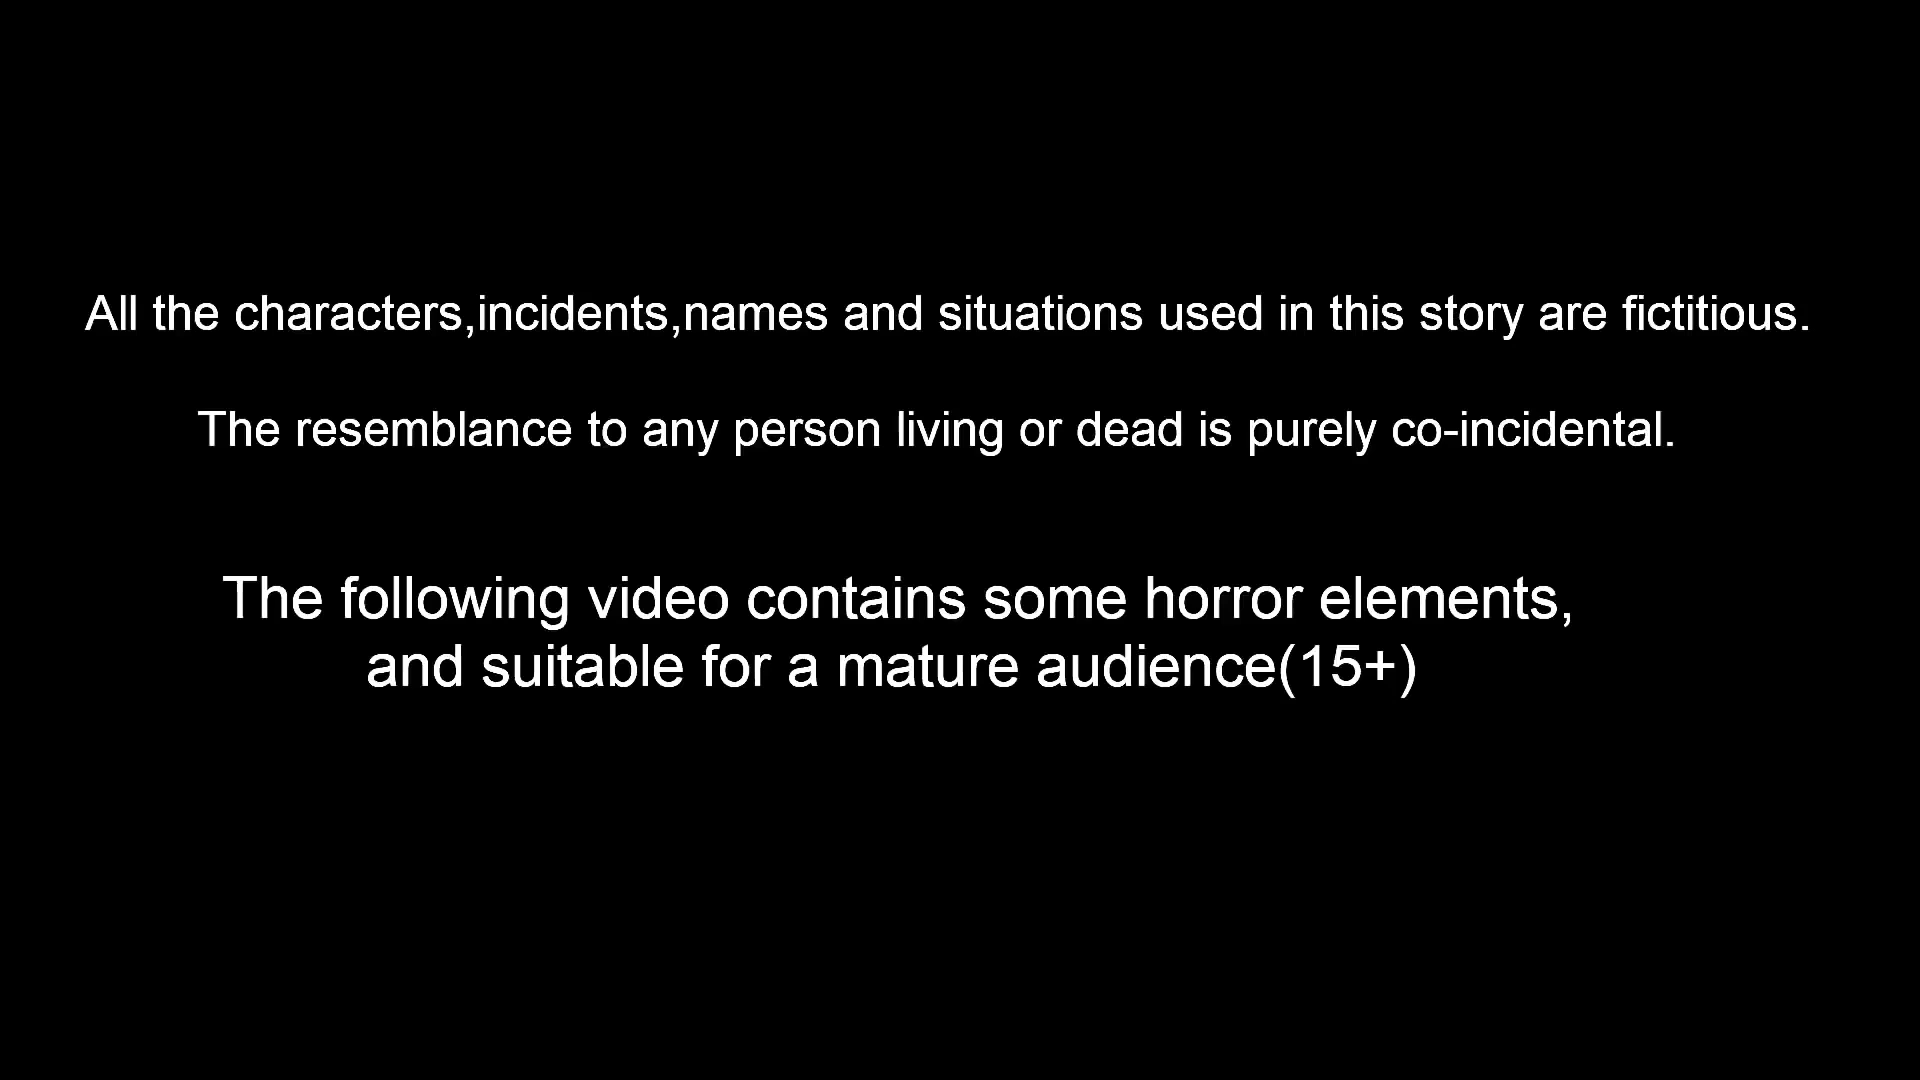 All the characters,incidents,names and situations used in this story are fictitious.
The resemblance to any person living or dead is purely co-incidental.
The following video contains some horror elements,
and suitable for a mature audience(15+)